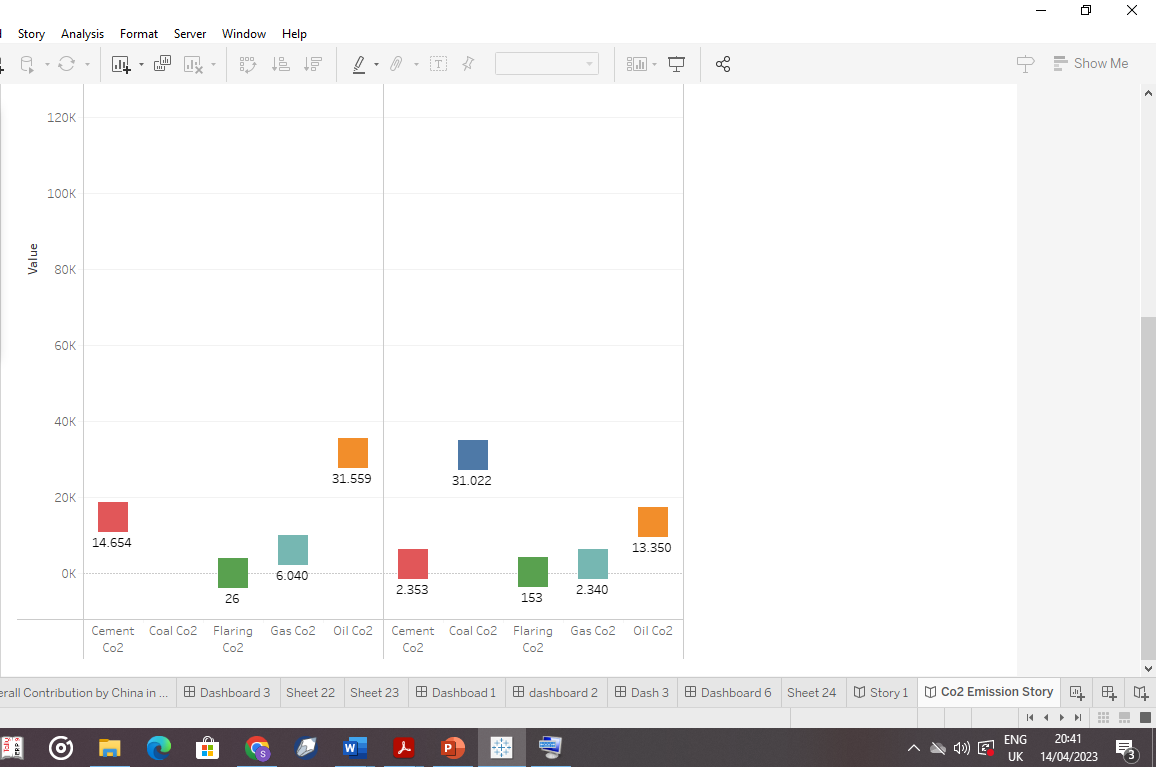 Story Analysis Format Server Window Help
Show Me
120K
100K
80K
60K
40K
20K
0K
Value
31.559
31.022
14.654
13.350
6.040
2.353
2.340
26
153
Cement Co2 Coal Co2 Flaring Co2 Gas Co2 Oil Co2 Cement Co2 Coal Co2 Flaring Co2 Gas Co2 Oil Co2
erall Contribution by China in ... Dashboard 3 Sheet 22 Sheet 23 Dashboad 1 dashboard 2 Dash 3 Dashboard 6 Sheet 24 Story 1 Co2 Emission Story
ENG 20:41
UK 14/04/2023 3